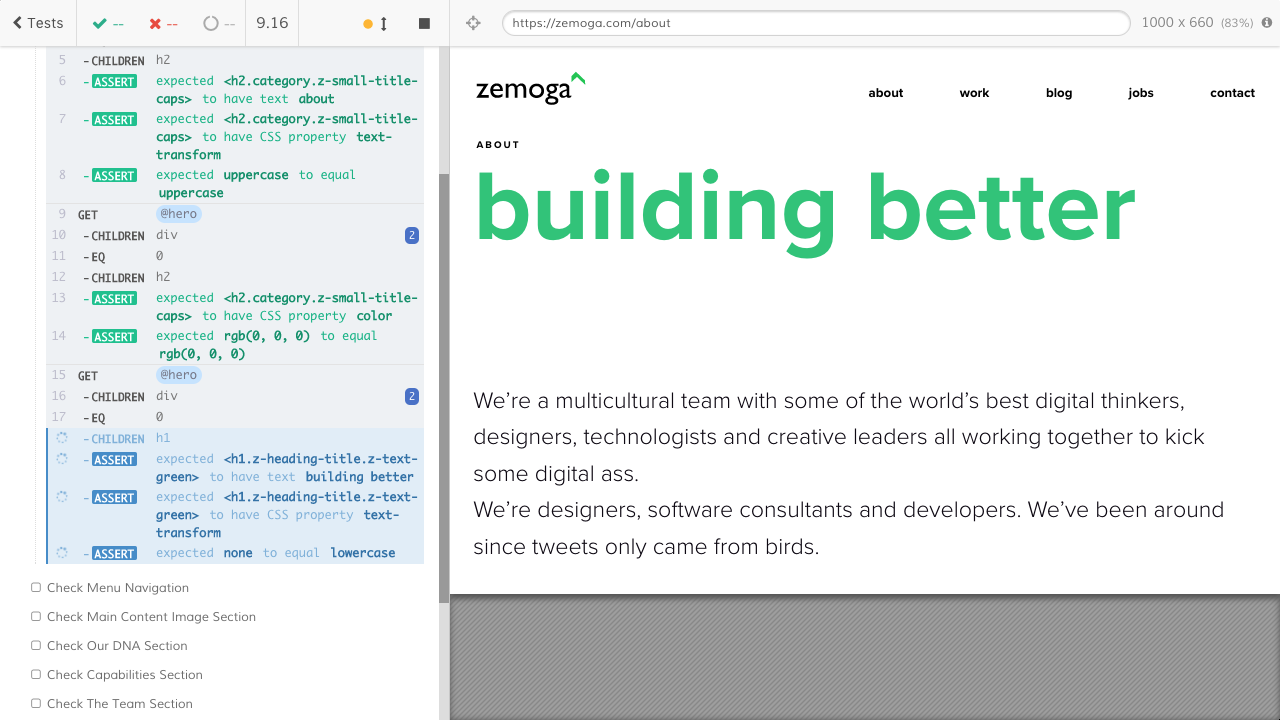 Tests
--
--
--
9.16
https://zemoga.com/about
1000 x 660 (83%)
5 -CHILDREN h2
6 -ASSERT expected <h2.category.z-small-title-
caps> to have text about
7 -ASSERT expected <h2.category.z-small-title-
caps> to have CSS property text-
transform
8 -ASSERT expected uppercase to equal
uppercase
9 GET @hero
10 -CHILDREN div 2
11 -EQ 0
12 -CHILDREN h2
13 -ASSERT expected <h2.category.z-small-title-
caps> to have CSS property color
14 -ASSERT expected rgb(0, 0, 0) to equal
rgb(0, 0, 0)
15 GET @hero
16 -CHILDREN div 2
17 -EQ 0
-CHILDREN h1
-ASSERT expected <h1.z-heading-title.z-text-
green> to have text building better
-ASSERT expected <h1.z-heading-title.z-text-
green> to have CSS property text-
transform
-ASSERT expected none to equal lowercase
Check Menu Navigation
Check Main Content Image Section
Check Our DNA Section
Check Capabilities Section
Check The Team Section
zemoga
about work blog jobs contact
ABOUT
building better
We’re a multicultural team with some of the world’s best digital thinkers,
designers, technologists and creative leaders all working together to kick
some digital ass.
We’re designers, software consultants and developers. We’ve been around
since tweets only came from birds.